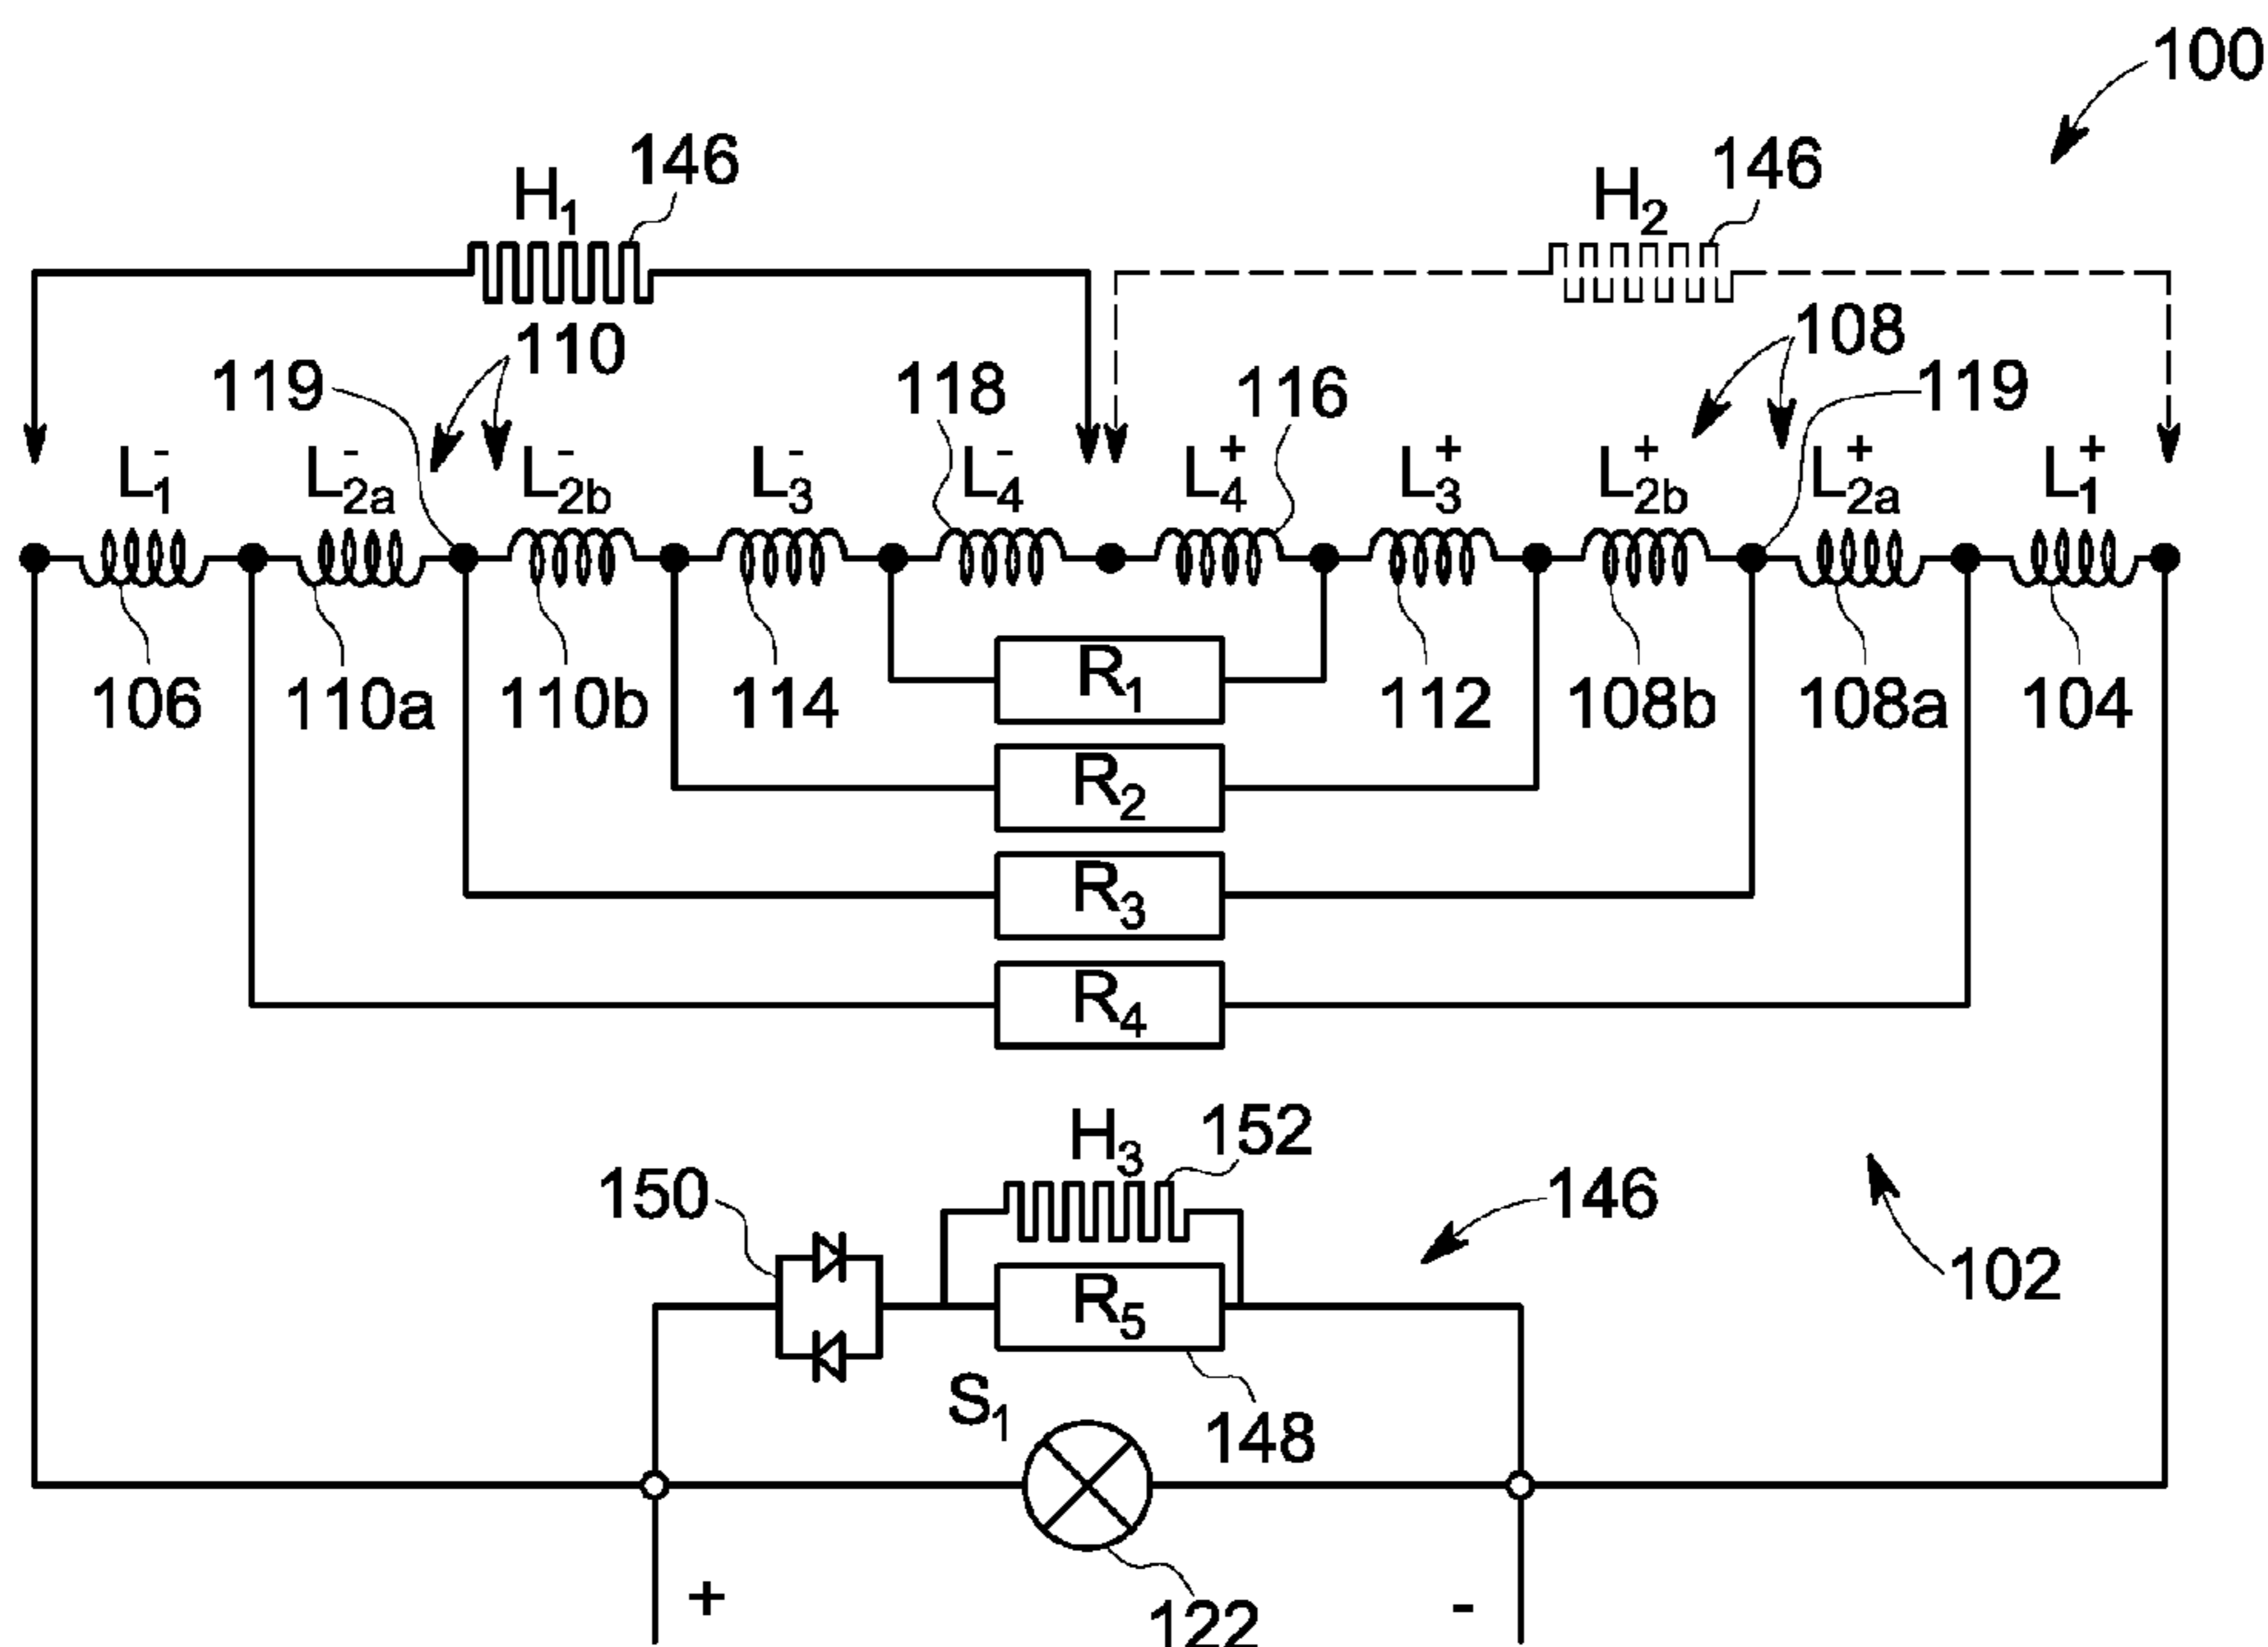 100
H₁ 146
H₂ 146
110
108
119
118
116
119
L₁⁻ L₂ₐ⁻ L₂b⁻ L₃⁻ L₄⁻ L₄⁺ L₃⁺ L₂b⁺ L₂ₐ⁺ L₁⁺
106 110a 110b 114 R₁ 112 108b 108a 104
R₂
R₃
R₄
H₃ 152
150
146
102
R₅
S₁
148
+
-
122